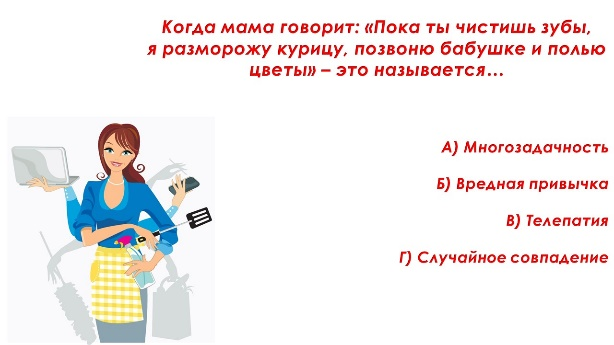 Когда мама говорит: «Пока ты чистишь зубы,
я разморожу курицу, позвоню бабушке и полью
цветы» – это называется…
А) Многозадачность
Б) Вредная привычка
В) Телепатия
Г) Случайное совпадение